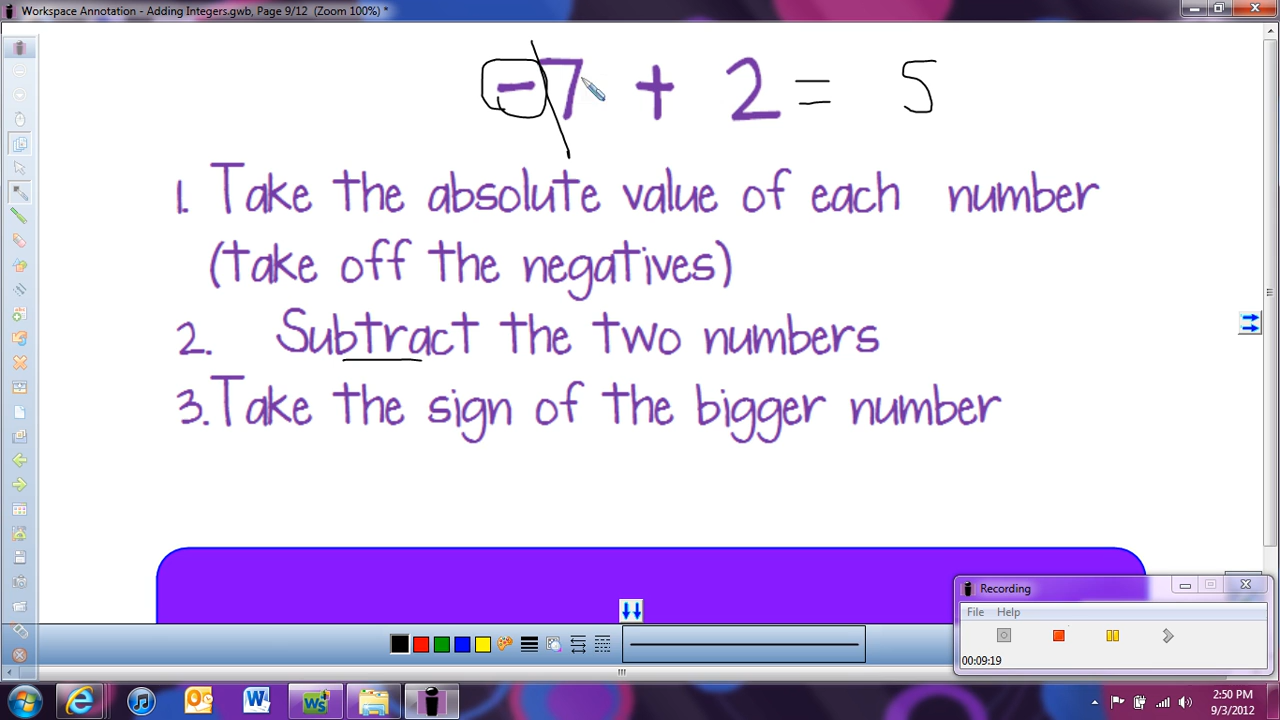 Workspace Annotation - Adding Integers.gwb, Page 9/12 (Zoom 100%) *
-7 + 2 = 5
1. Take the absolute value of each number
(take off the negatives)
2. Subtract the two numbers
3. Take the sign of the bigger number
Recording
File Help
00:09:19
2:50 PM
9/3/2012